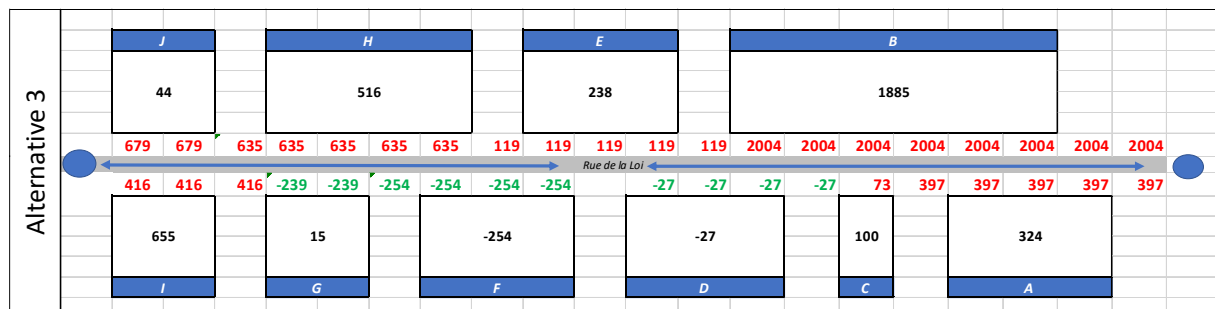 Alternative 3
J H E B
44 516 238 1885
679 679 635 635 635 635 635 119 119 119 119 119 2004 2004 2004 2004 2004 2004 2004 2004
Rue de la Loi
416 416 416 -239 -239 -254 -254 -254 -254 -27 -27 -27 -27 73 397 397 397 397 397
655 15 -254 -27 100 324
I G F D C A